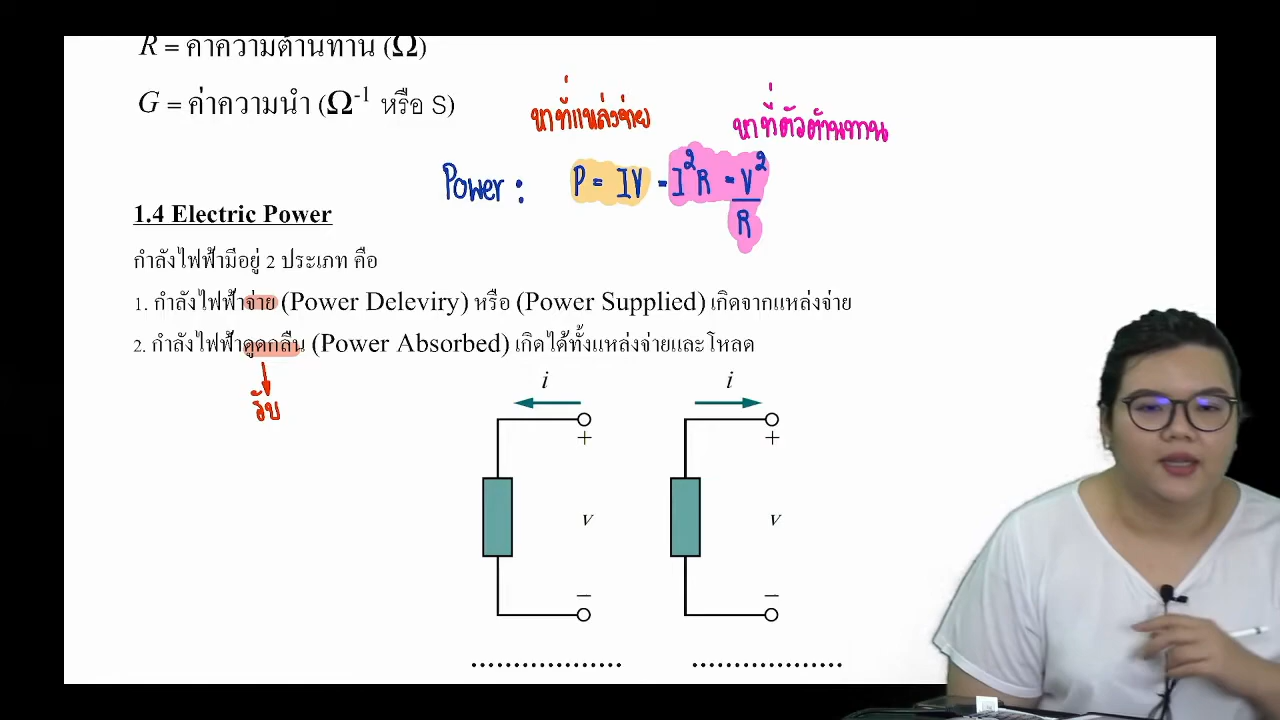 R = ค่าความต้านทาน (Ω)
G = ค่าความนำ (Ω⁻¹ หรือ S)
หาที่แหล่งจ่าย
หาที่ตัวต้านทาน
Power : P = IV = I²R = V²/R
1.4 Electric Power
กำลังไฟฟ้ามีอยู่ 2 ประเภท คือ
1. กำลังไฟฟ้าจ่าย (Power Deleviry) หรือ (Power Supplied) เกิดจากแหล่งจ่าย
2. กำลังไฟฟ้าดูดกลืน (Power Absorbed) เกิดได้ทั้งแหล่งจ่ายและโหลด
รับ
i i
+ +
v v
– –
........................ ........................